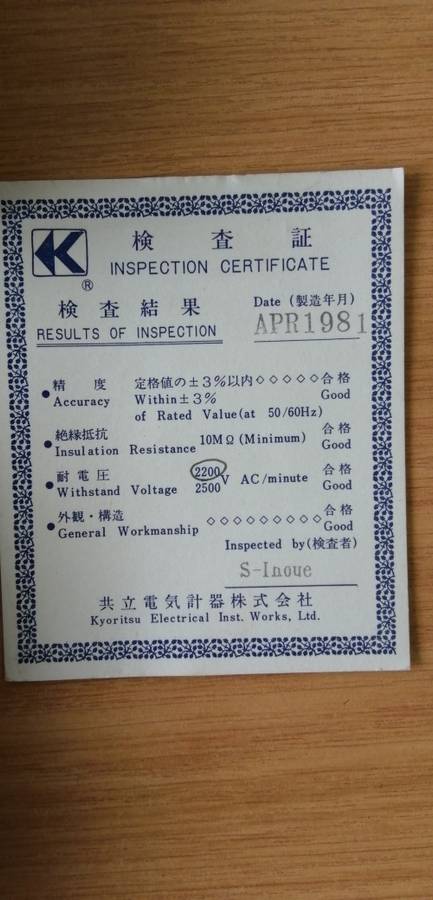 K
®
検査証
INSPECTION CERTIFICATE
検査結果
RESULTS OF INSPECTION
Date (製造年月)
APR1981
●精度 定格値の±3%以内◇◇◇◇◇合格
Accuracy Within±3% Good
of Rated Value(at 50/60Hz)
●絶縁抵抗 合格
Insulation Resistance 10MΩ(Minimum) Good
●耐電圧 2200 合格
Withstand Voltage 2500 V AC/minute Good
●外観・構造 ◇◇◇◇◇◇◇◇◇合格
General Workmanship Good
Inspected by(検査者)
S-Inoue
共立電気計器株式会社
Kyoritsu Electrical Inst. Works, Ltd.